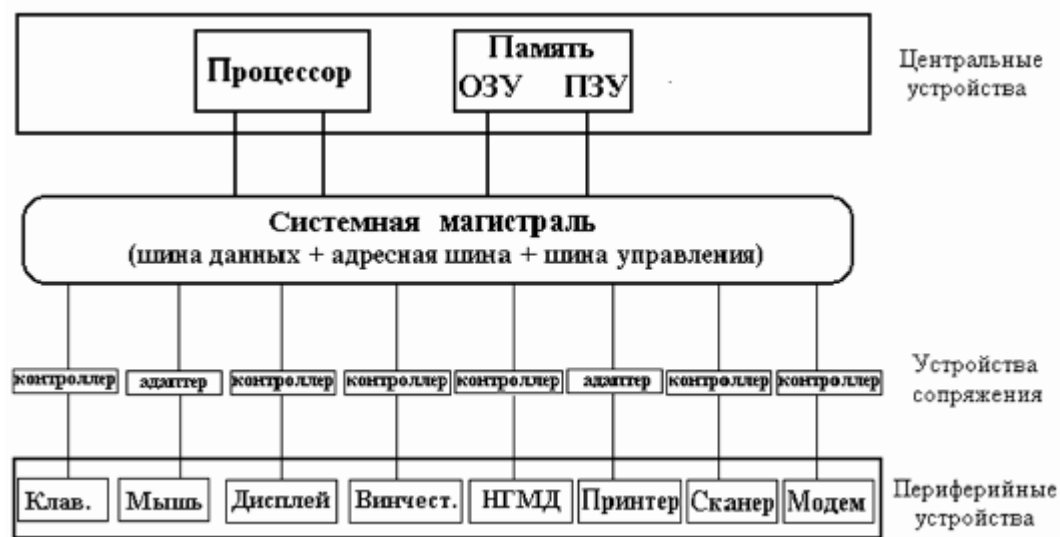 Процессор
Память
ОЗУ ПЗУ
Центральные
устройства
Системная магистраль
(шина данных + адресная шина + шина управления)
контроллер адаптер контроллер контроллер контроллер адаптер контроллер контроллер
Устройства
сопряжения
Клав. Мышь Дисплей Винчест. НГМД Принтер Сканер Модем
Периферийные
устройства